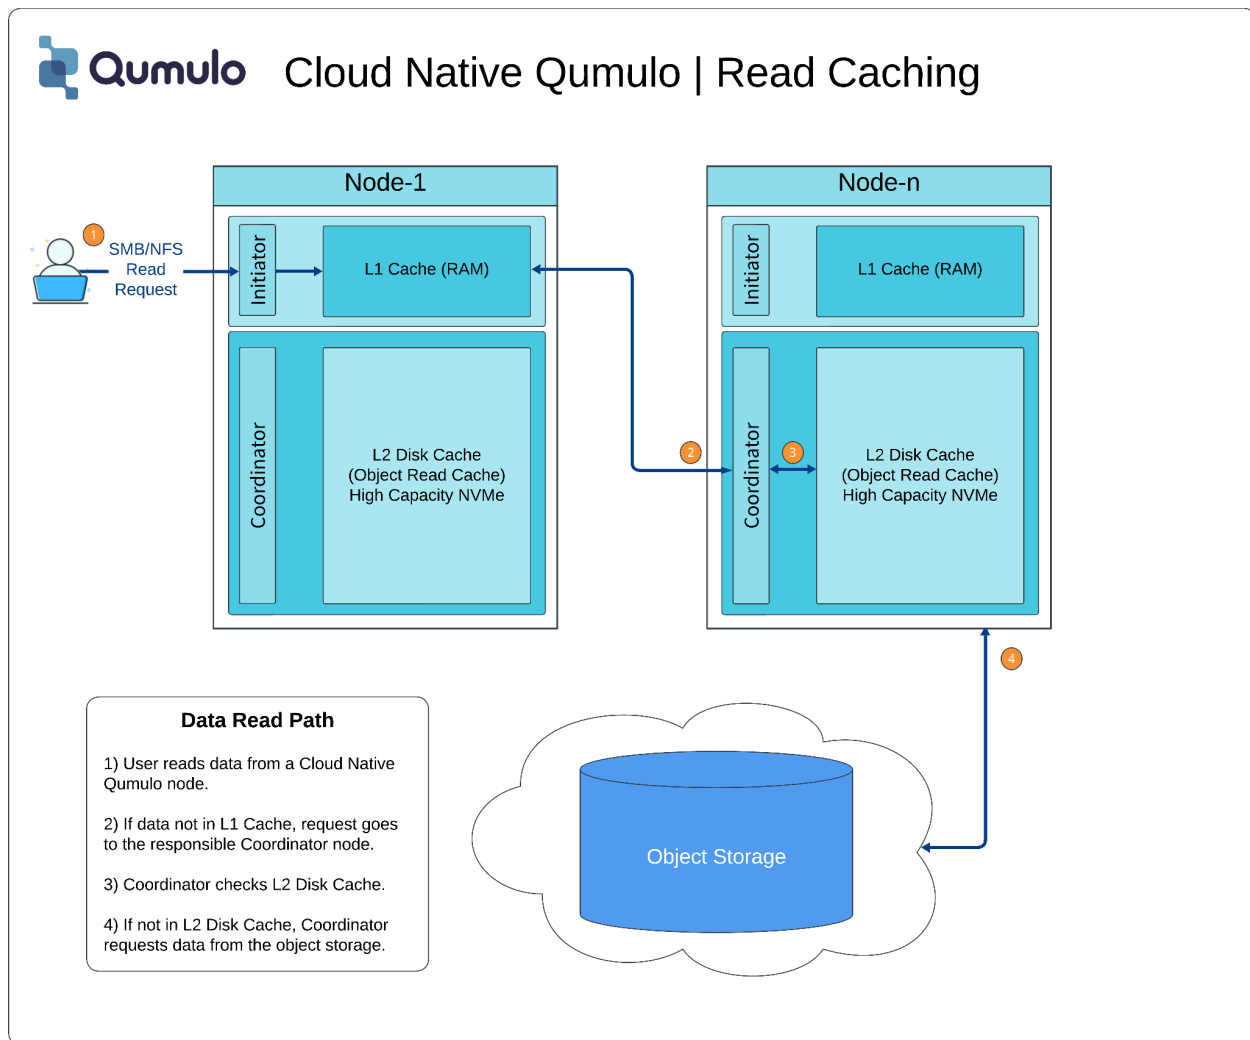 Qumulo
Cloud Native Qumulo | Read Caching
Node-1
Node-n
1
SMB/NFS
Read
Request
Initiator
L1 Cache (RAM)
Initiator
L1 Cache (RAM)
Coordinator
L2 Disk Cache
(Object Read Cache)
High Capacity NVMe
2
Coordinator
3
L2 Disk Cache
(Object Read Cache)
High Capacity NVMe
4
Data Read Path
1) User reads data from a Cloud Native
Qumulo node.
2) If data not in L1 Cache, request goes
to the responsible Coordinator node.
3) Coordinator checks L2 Disk Cache.
4) If not in L2 Disk Cache, Coordinator
requests data from the object storage.
Object Storage